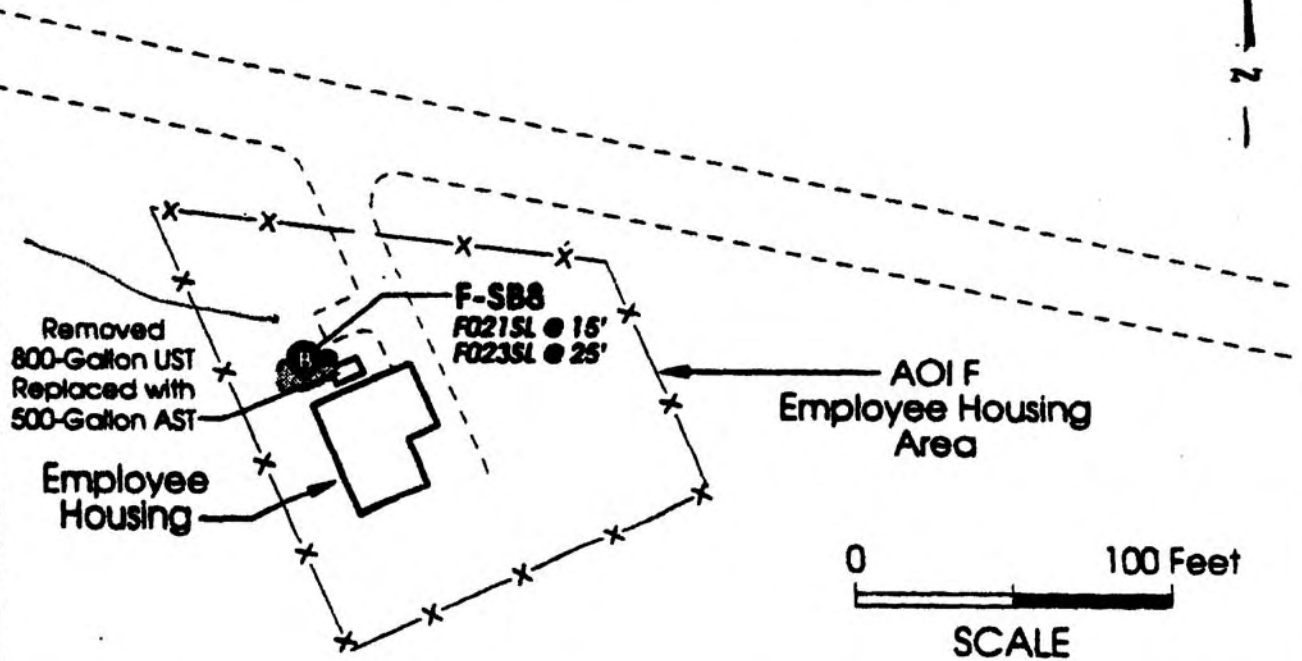 N
F-SB8
F021SL @ 15'
F023SL @ 25'
Removed
800-Gallon UST
Replaced with
500-Gallon AST
Employee
Housing
AOI F
Employee Housing
Area
0 100 Feet
SCALE